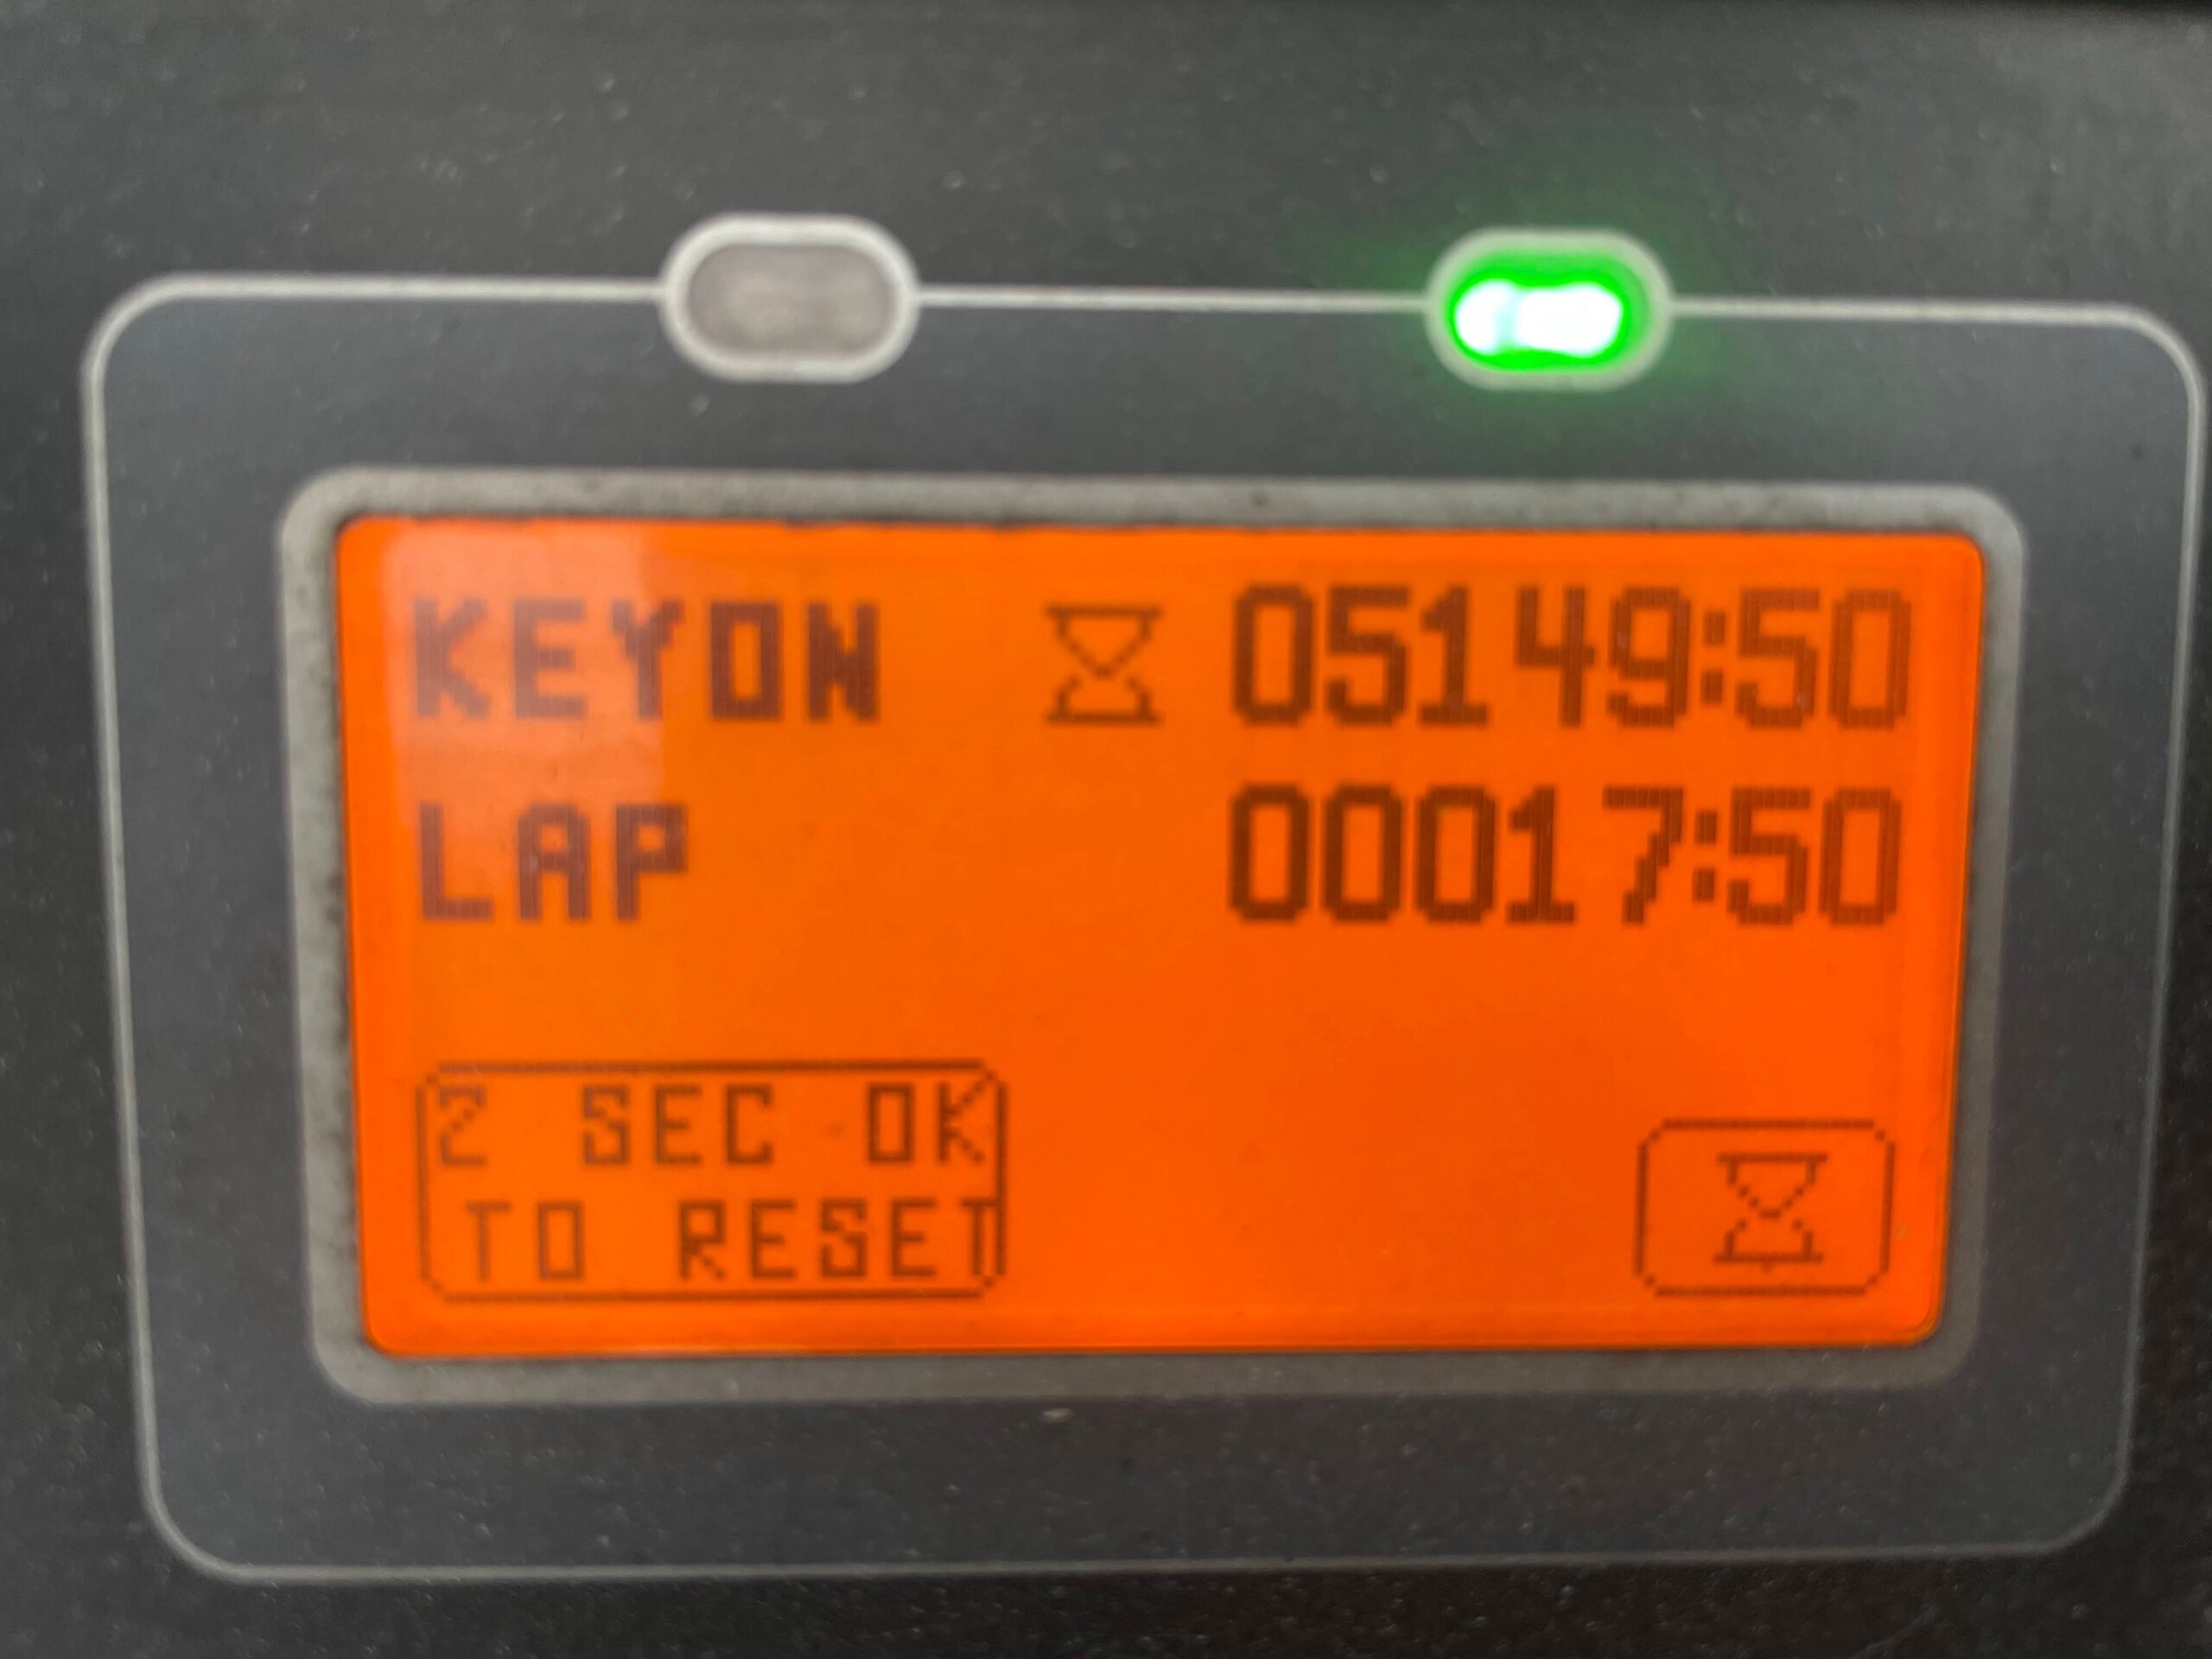 KEYON 05149:50
LAP 00017:50
2 SEC OK
TO RESET